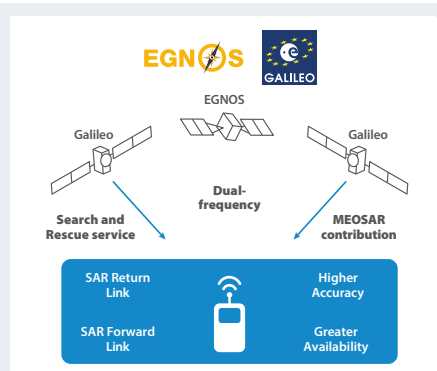 EGNOS
GALILEO
EGNOS
Galileo
Galileo
Dual-
frequency
Search and
Rescue service
MEOSAR
contribution
SAR Return
Link
Higher
Accuracy
SAR Forward
Link
Greater
Availability